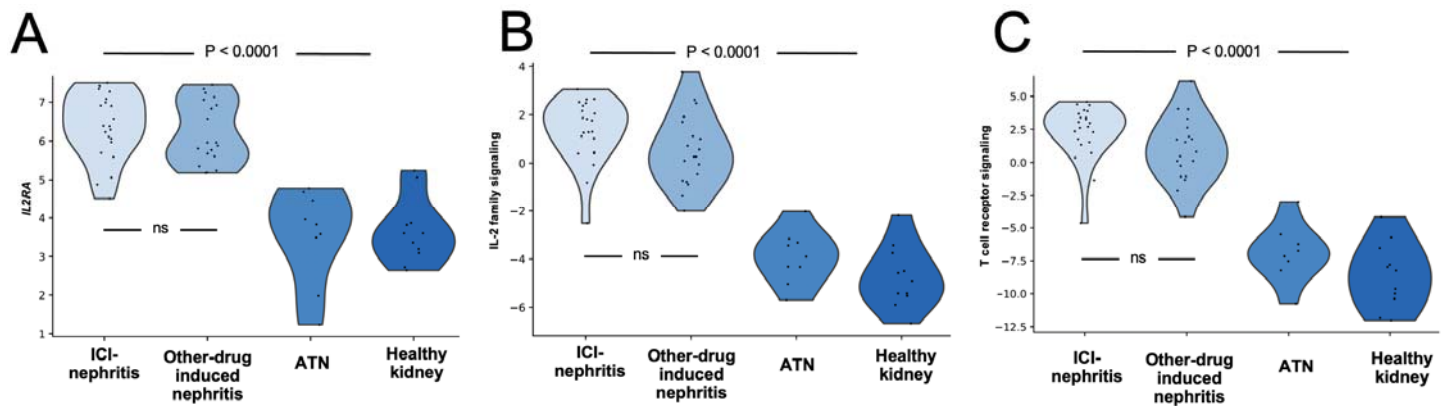 A
P < 0.0001
IL2RA
7
6
5
4
3
2
1
ns
ICI-
nephritis
Other-drug
induced
nephritis
ATN
Healthy
kidney
B
P < 0.0001
IL-2 family signaling
4
2
0
−2
−4
−6
ns
ICI-
nephritis
Other-drug
induced
nephritis
ATN
Healthy
kidney
C
P < 0.0001
T cell receptor signaling
5.0
2.5
0.0
−2.5
−5.0
−7.5
−10.0
−12.5
ns
ICI-
nephritis
Other-drug
induced
nephritis
ATN
Healthy
kidney